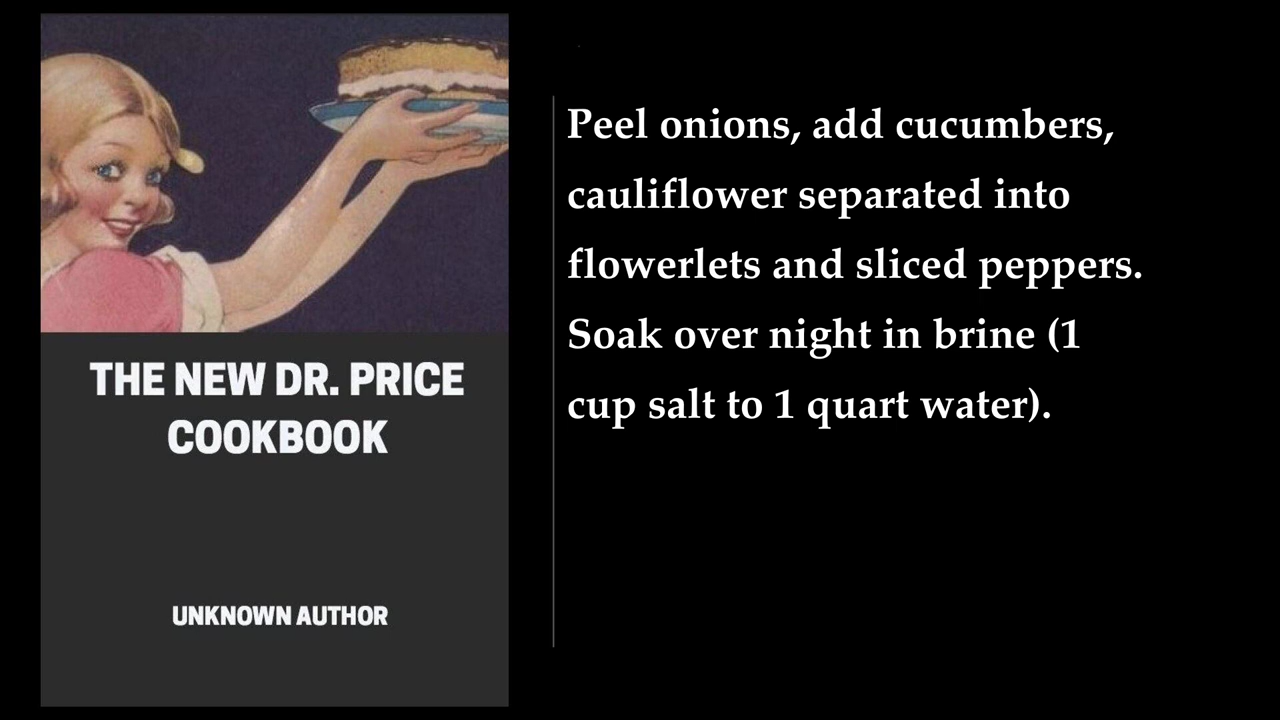 THE NEW DR. PRICE
COOKBOOK
UNKNOWN AUTHOR
Peel onions, add cucumbers,
cauliflower separated into
flowerlets and sliced peppers.
Soak over night in brine (1
cup salt to 1 quart water).